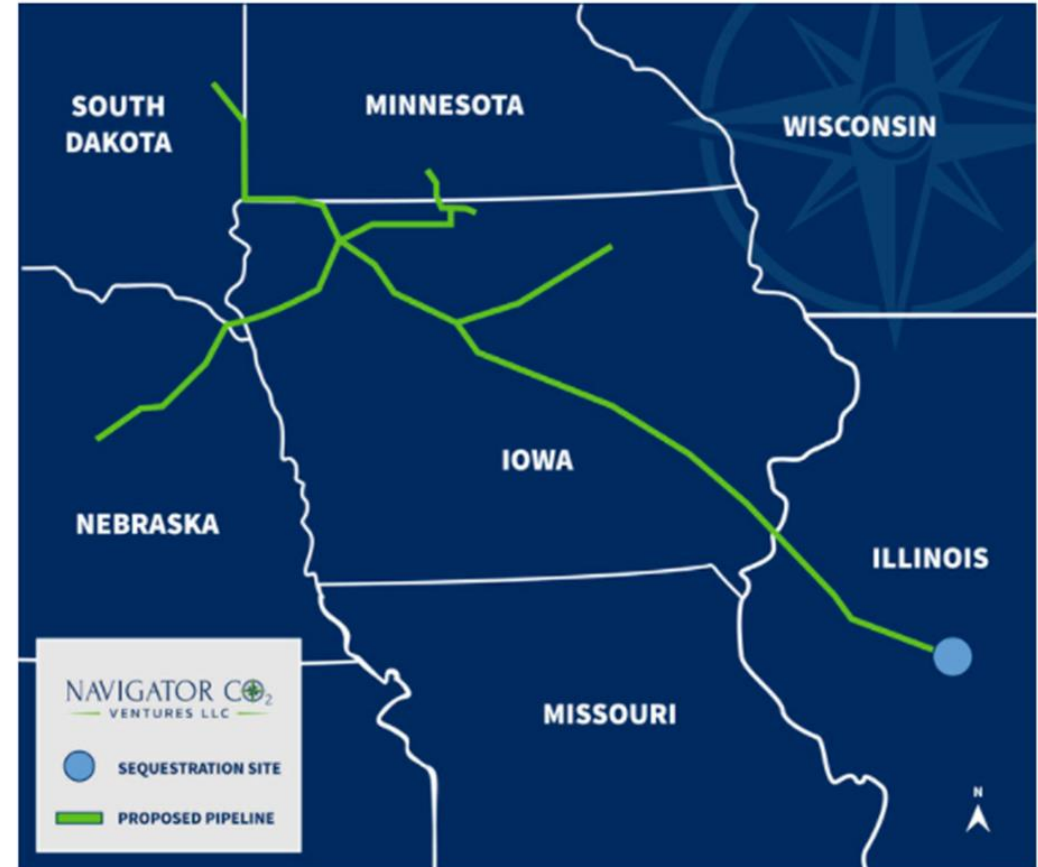 SOUTH
DAKOTA
MINNESOTA
WISCONSIN
IOWA
NEBRASKA
ILLINOIS
MISSOURI
NAVIGATOR CO₂
VENTURES LLC
SEQUESTRATION SITE
PROPOSED PIPELINE
N